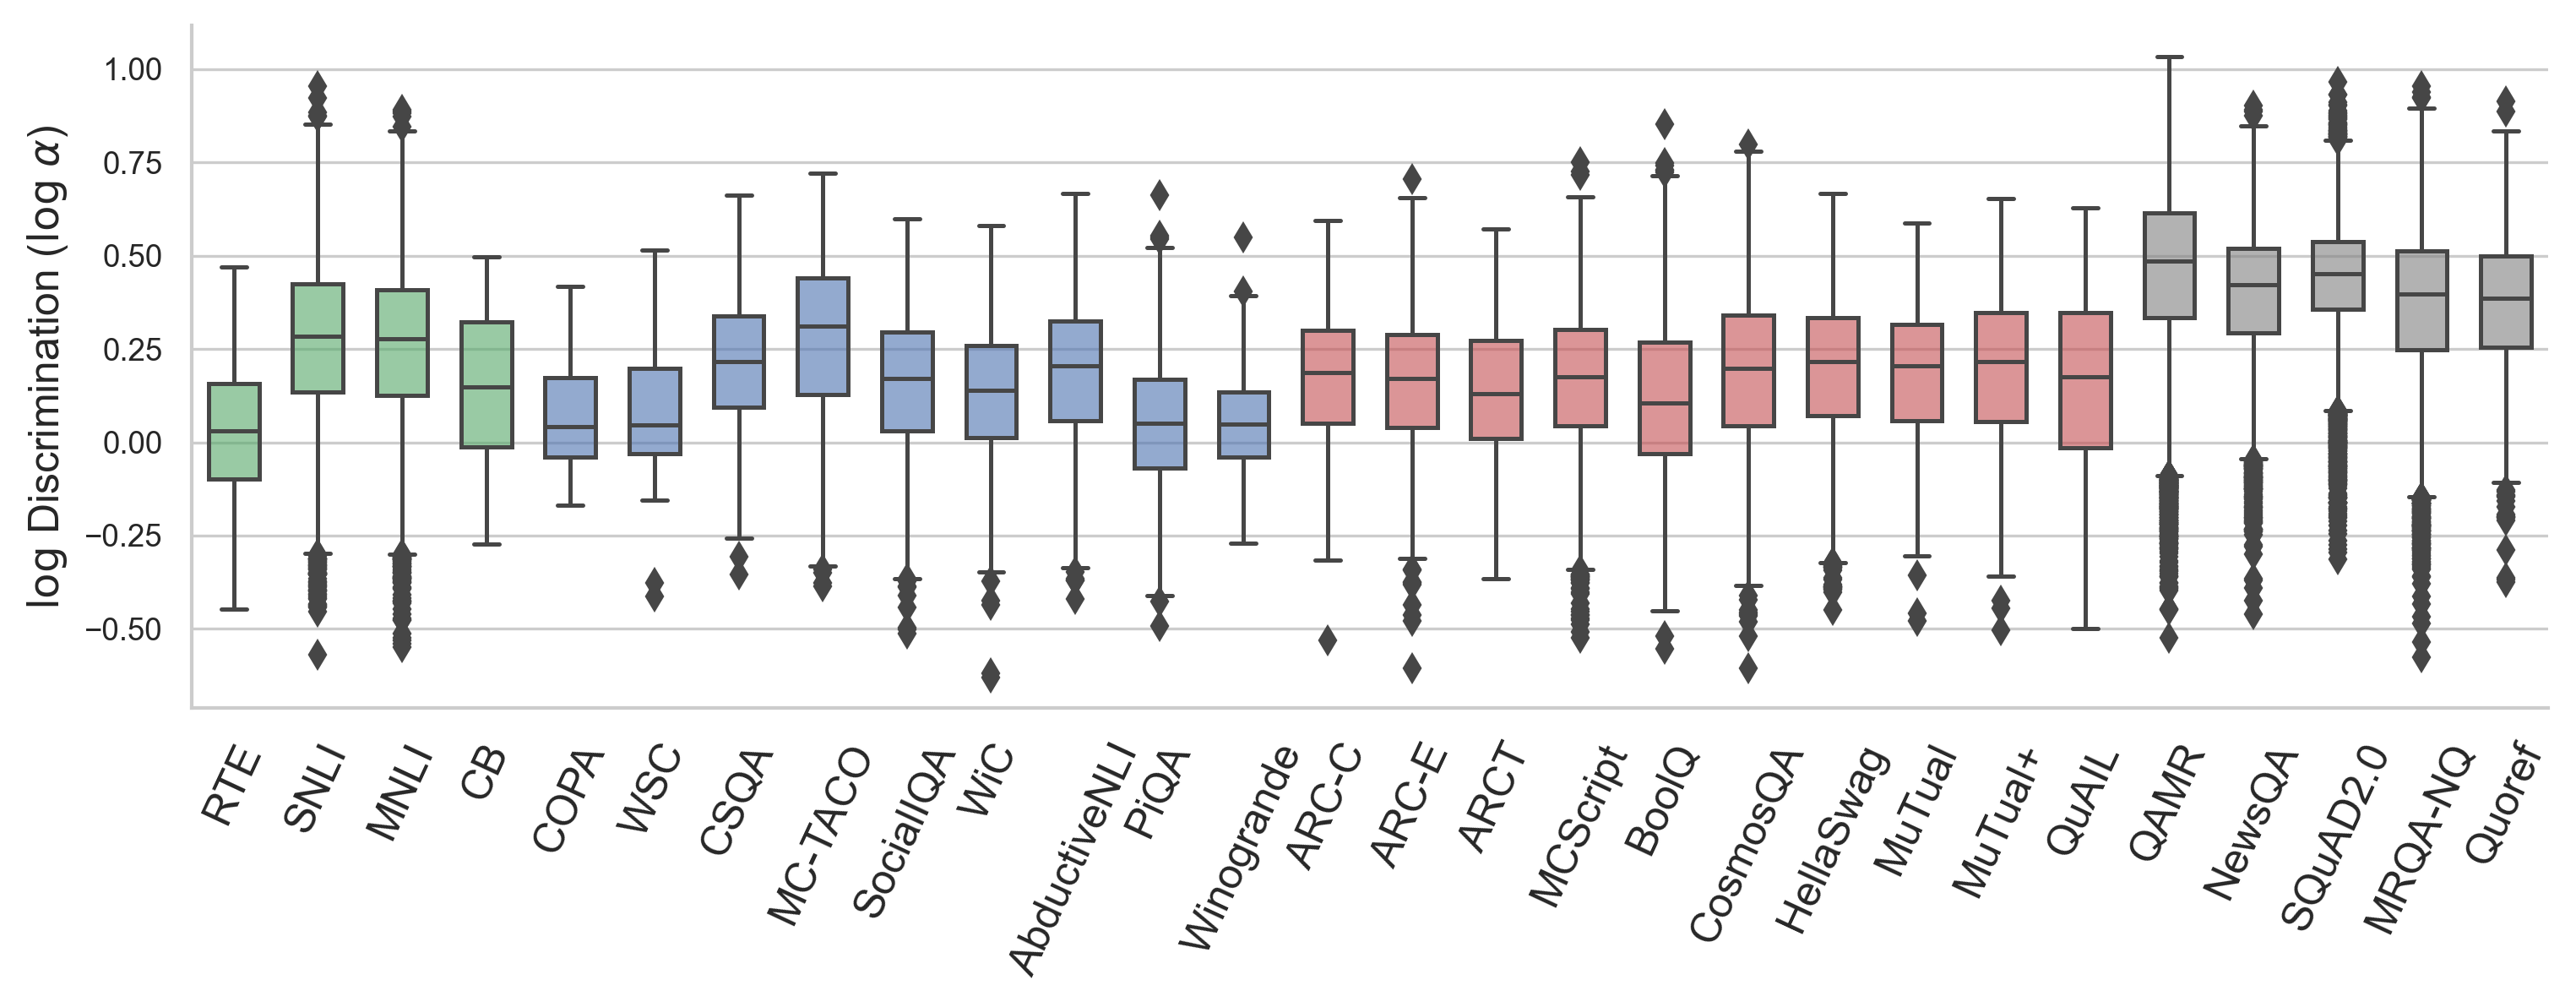 log Discrimination (log α)
1.00
0.75
0.50
0.25
0.00
−0.25
−0.50
RTE
SNLI
MNLI
CB
COPA
WSC
CSQA
MC-TACO
SocialIQA
WiC
AbductiveNLI
PiQA
Winogrande
ARC-C
ARC-E
ARCT
MCScript
BoolQ
CosmosQA
HellaSwag
MuTual
MuTual+
QuAIL
QAMR
NewsQA
SQuAD2.0
MRQA-NQ
Quoref